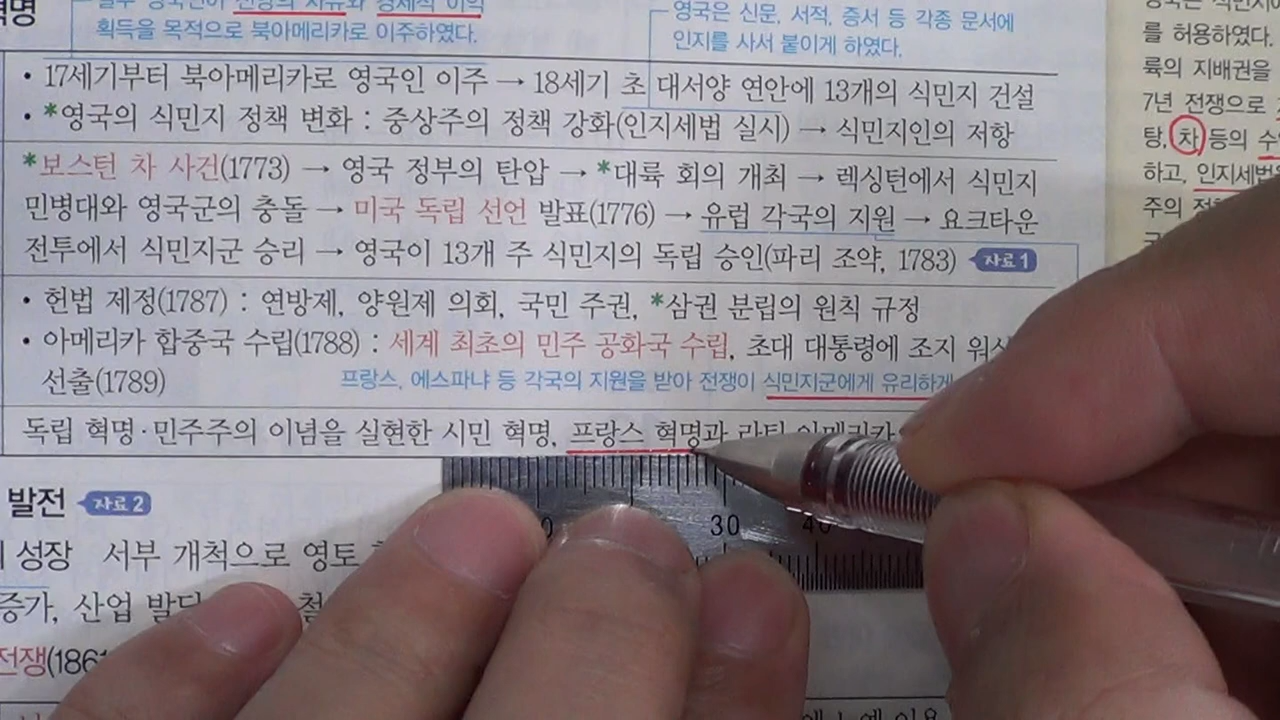 혁명
획득을 목적으로 북아메리카로 이주하였다.
영국은 신문, 서적, 증서 등 각종 문서에
인지를 사서 붙이게 하였다.
• 17세기부터 북아메리카로 영국인 이주 → 18세기 초 대서양 연안에 13개의 식민지 건설
• *영국의 식민지 정책 변화 : 중상주의 정책 강화(인지세법 실시) → 식민지인의 저항
*보스턴 차 사건(1773) → 영국 정부의 탄압 → *대륙 회의 개최 → 렉싱턴에서 식민지
민병대와 영국군의 충돌 → 미국 독립 선언 발표(1776) → 유럽 각국의 지원 → 요크타운
전투에서 식민지군 승리 → 영국이 13개 주 식민지의 독립 승인(파리 조약, 1783) 자료1
• 헌법 제정(1787) : 연방제, 양원제 의회, 국민 주권, *삼권 분립의 원칙 규정
• 아메리카 합중국 수립(1788) : 세계 최초의 민주 공화국 수립, 초대 대통령에 조지 워싱
선출(1789)
프랑스, 에스파냐 등 각국의 지원을 받아 전쟁이 식민지군에게 유리하게
독립 혁명·민주주의 이념을 실현한 시민 혁명, 프랑스 혁명과 라틴 아메리카
발전 자료2
성장 서부 개척으로 영토
증가, 산업 발달
철
전쟁(1861
30
를 허용하였다.
륙의 지배권을
7년 전쟁으로
탕, 차 등의 수
하고, 인지세법
주의 정